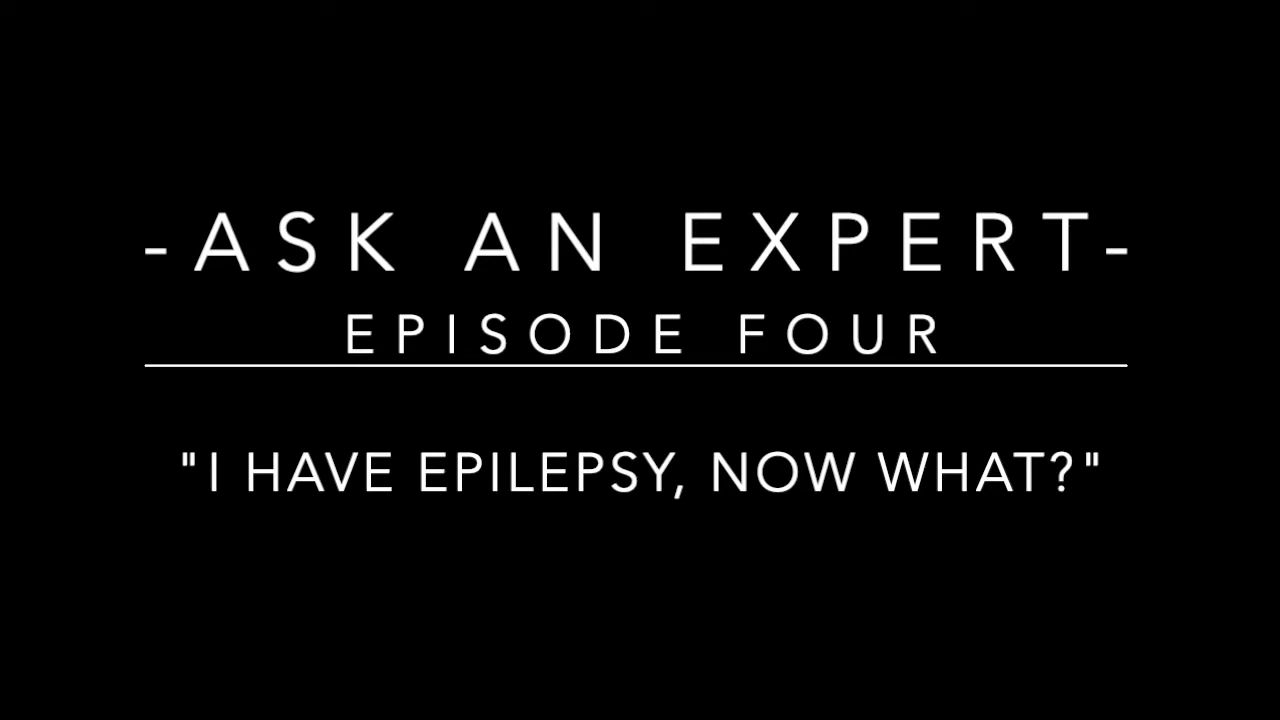 -ASK AN EXPERT-
EPISODE FOUR
"I HAVE EPILEPSY, NOW WHAT?"